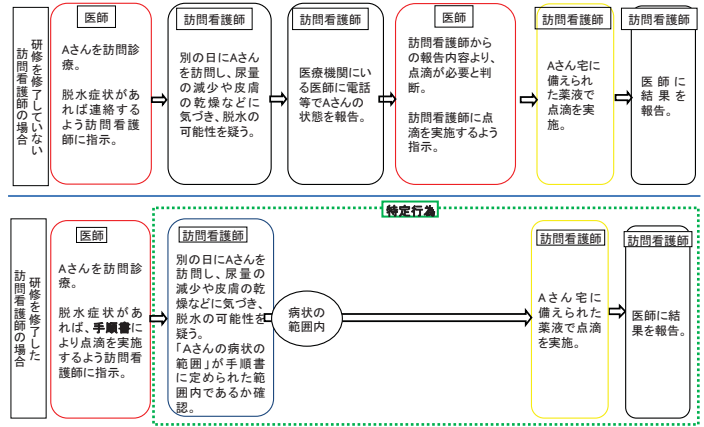 研修を修了していない
訪問看護師の場合
医師
Aさんを訪問診
療。
脱水症状があ
れば連絡する
よう訪問看護
師に指示。
訪問看護師
別の日にAさん
を訪問し、尿量
の減少や皮膚
の乾燥などに
気づき、脱水の
可能性を疑う。
訪問看護師
医療機関にい
る医師に電話
等でAさんの
状態を報告。
医師
訪問看護師から
の報告内容より、
点滴が必要と判
断。
訪問看護師に点
滴を実施するよう
指示。
訪問看護師
Aさん宅に
備えられ
た薬液で
点滴を実
施。
訪問看護師
医師に
結果を
報告。
特定行為
研修を修了した
訪問看護師の場合
医師
Aさんを訪問診
療。
脱水症状があ
れば、手順書に
より点滴を実施
するよう訪問看
護師に指示。
訪問看護師
別の日にAさんを
訪問し、尿量の
減少や皮膚の乾
燥などに気づき、
脱水の可能性を
疑う。
「Aさんの病状の
範囲」が手順書
に定められた範
囲内であるか確
認。
病状の
範囲内
訪問看護師
Aさん宅に
備えられた
薬液で点滴
を実施。
訪問看護師
医師に結
果を報告。